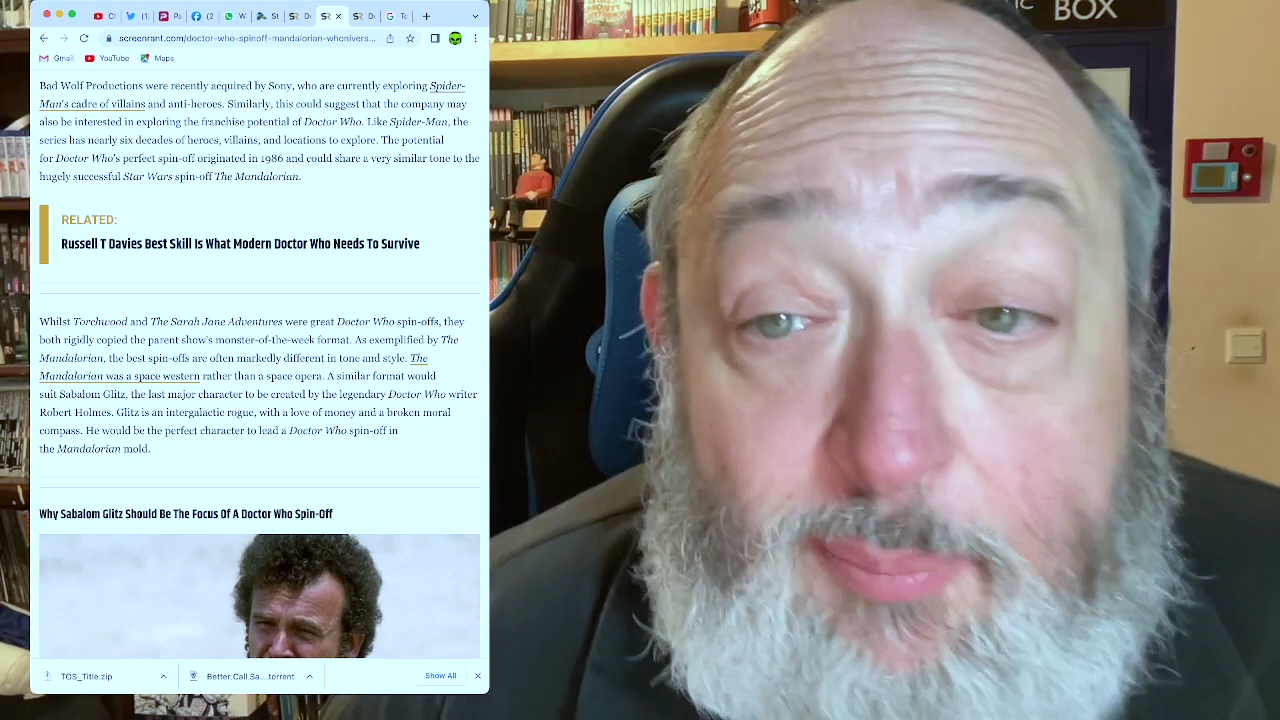 (1
(2
screenrant.com/doctor-who-spinoff-mandalorian-whonivers...
Gmail
YouTube
Maps
Bad Wolf Productions were recently acquired by Sony, who are currently exploring Spider-
Man's cadre of villains and anti-heroes. Similarly, this could suggest that the company may
also be interested in exploring the franchise potential of Doctor Who. Like Spider-Man, the
series has nearly six decades of heroes, villains, and locations to explore. The potential
for Doctor Who's perfect spin-off originated in 1986 and could share a very similar tone to the
hugely successful Star Wars spin-off The Mandalorian.
RELATED:
Russell T Davies Best Skill Is What Modern Doctor Who Needs To Survive
Whilst Torchwood and The Sarah Jane Adventures were great Doctor Who spin-offs, they
both rigidly copied the parent show's monster-of-the-week format. As exemplified by The
Mandalorian, the best spin-offs are often markedly different in tone and style. The
Mandalorian was a space western rather than a space opera. A similar format would
suit Sabalom Glitz, the last major character to be created by the legendary Doctor Who writer
Robert Holmes. Glitz is an intergalactic rogue, with a love of money and a broken moral
compass. He would be the perfect character to lead a Doctor Who spin-off in
the Mandalorian mold.
Why Sabalom Glitz Should Be The Focus Of A Doctor Who Spin-Off
TOS_Title.zip
Better.Call.Sa....torrent
Show All
BOX